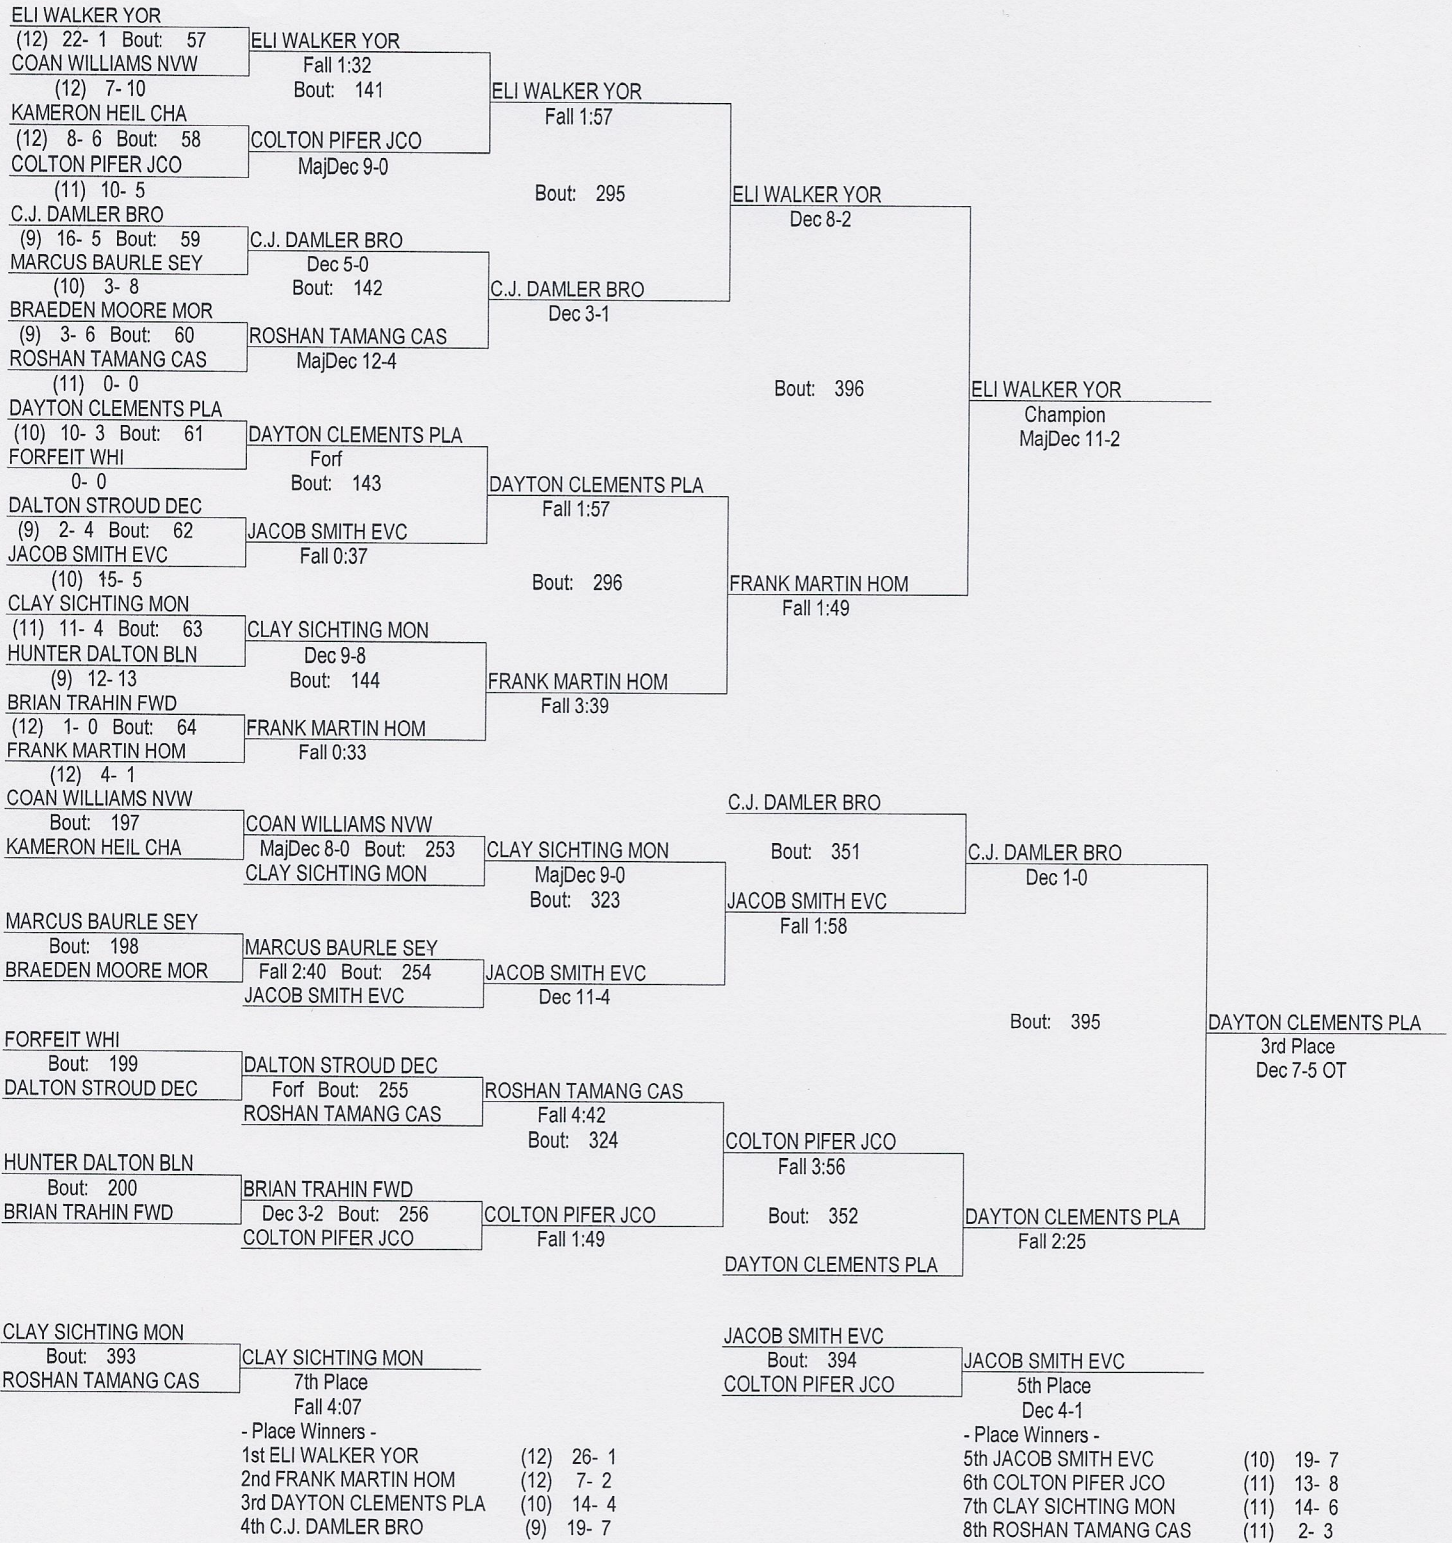 ELI WALKER YOR
(12) 22- 1 Bout: 57
COAN WILLIAMS NVW
(12) 7- 10
KAMERON HEIL CHA
(12) 8- 6 Bout: 58
COLTON PIFER JCO
(11) 10- 5
C.J. DAMLER BRO
(9) 16- 5 Bout: 59
MARCUS BAURLE SEY
(10) 3- 8
BRAEDEN MOORE MOR
(9) 3- 6 Bout: 60
ROSHAN TAMANG CAS
(11) 0- 0
DAYTON CLEMENTS PLA
(10) 10- 3 Bout: 61
FORFEIT WHI
0- 0
DALTON STROUD DEC
(9) 2- 4 Bout: 62
JACOB SMITH EVC
(10) 15- 5
CLAY SICHTING MON
(11) 11- 4 Bout: 63
HUNTER DALTON BLN
(9) 12- 13
BRIAN TRAHIN FWD
(12) 1- 0 Bout: 64
FRANK MARTIN HOM
(12) 4- 1
ELI WALKER YOR
Fall 1:32
Bout: 141
COLTON PIFER JCO
MajDec 9-0
C.J. DAMLER BRO
Dec 5-0
Bout: 142
ROSHAN TAMANG CAS
MajDec 12-4
DAYTON CLEMENTS PLA
Forf
Bout: 143
JACOB SMITH EVC
Fall 0:37
CLAY SICHTING MON
Dec 9-8
Bout: 144
FRANK MARTIN HOM
Fall 0:33
ELI WALKER YOR
Fall 1:57
Bout: 295
C.J. DAMLER BRO
Dec 3-1
DAYTON CLEMENTS PLA
Fall 1:57
Bout: 296
FRANK MARTIN HOM
Fall 3:39
ELI WALKER YOR
Dec 8-2
Bout: 396
FRANK MARTIN HOM
Fall 1:49
ELI WALKER YOR
Champion
MajDec 11-2
COAN WILLIAMS NVW
Bout: 197
KAMERON HEIL CHA
MARCUS BAURLE SEY
Bout: 198
BRAEDEN MOORE MOR
FORFEIT WHI
Bout: 199
DALTON STROUD DEC
HUNTER DALTON BLN
Bout: 200
BRIAN TRAHIN FWD
COAN WILLIAMS NVW
MajDec 8-0 Bout: 253
CLAY SICHTING MON
MARCUS BAURLE SEY
Fall 2:40 Bout: 254
JACOB SMITH EVC
DALTON STROUD DEC
Forf Bout: 255
ROSHAN TAMANG CAS
BRIAN TRAHIN FWD
Dec 3-2 Bout: 256
COLTON PIFER JCO
CLAY SICHTING MON
MajDec 9-0
Bout: 323
JACOB SMITH EVC
Dec 11-4
ROSHAN TAMANG CAS
Fall 4:42
Bout: 324
COLTON PIFER JCO
Fall 1:49
C.J. DAMLER BRO
Bout: 351
JACOB SMITH EVC
Fall 1:58
COLTON PIFER JCO
Fall 3:56
Bout: 352
DAYTON CLEMENTS PLA
C.J. DAMLER BRO
Dec 1-0
Bout: 395
DAYTON CLEMENTS PLA
Fall 2:25
DAYTON CLEMENTS PLA
3rd Place
Dec 7-5 OT
CLAY SICHTING MON
Bout: 393
ROSHAN TAMANG CAS
CLAY SICHTING MON
7th Place
Fall 4:07
JACOB SMITH EVC
Bout: 394
COLTON PIFER JCO
JACOB SMITH EVC
5th Place
Dec 4-1
- Place Winners -
1st ELI WALKER YOR (12) 26- 1
2nd FRANK MARTIN HOM (12) 7- 2
3rd DAYTON CLEMENTS PLA (10) 14- 4
4th C.J. DAMLER BRO (9) 19- 7
- Place Winners -
5th JACOB SMITH EVC (10) 19- 7
6th COLTON PIFER JCO (11) 13- 8
7th CLAY SICHTING MON (11) 14- 6
8th ROSHAN TAMANG CAS (11) 2- 3